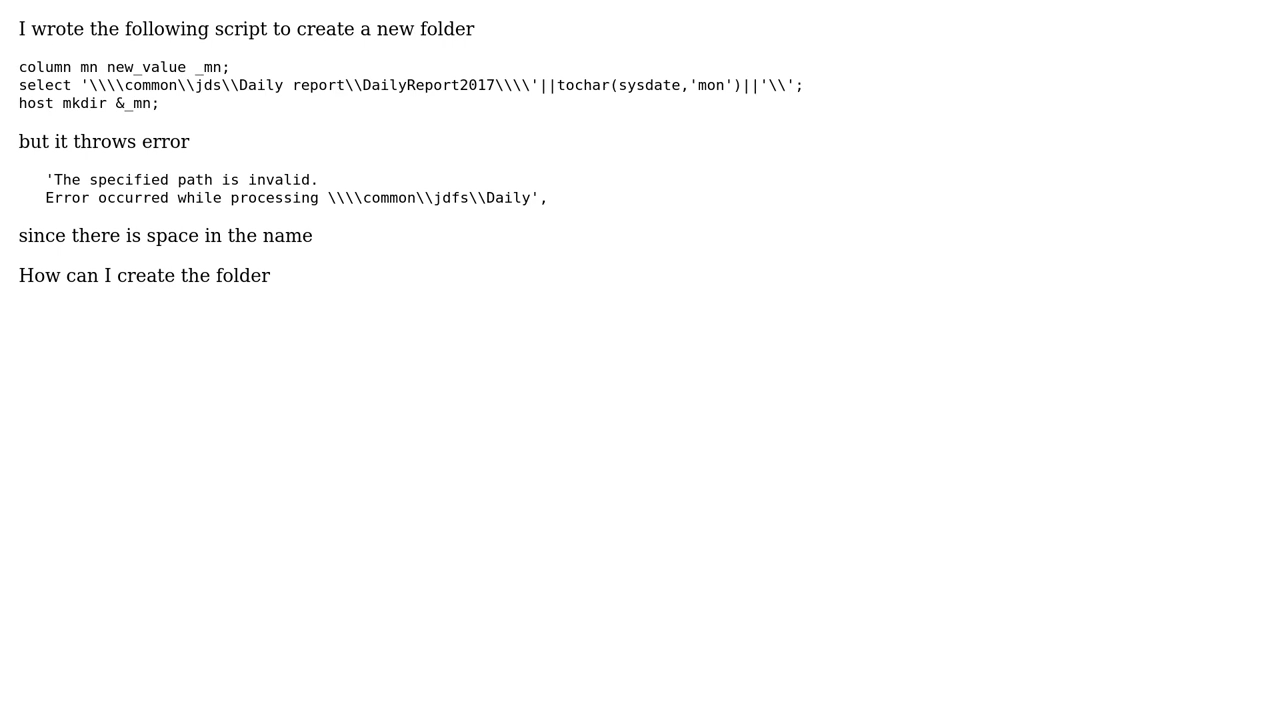 I wrote the following script to create a new folder
column mn new_value _mn;
select '\\\\common\\jds\\Daily report\\DailyReport2017\\\\'||tochar(sysdate,'mon')||'\\';
host mkdir &_mn;
but it throws error
'The specified path is invalid.
Error occurred while processing \\\\common\\jdfs\\Daily',
since there is space in the name
How can I create the folder